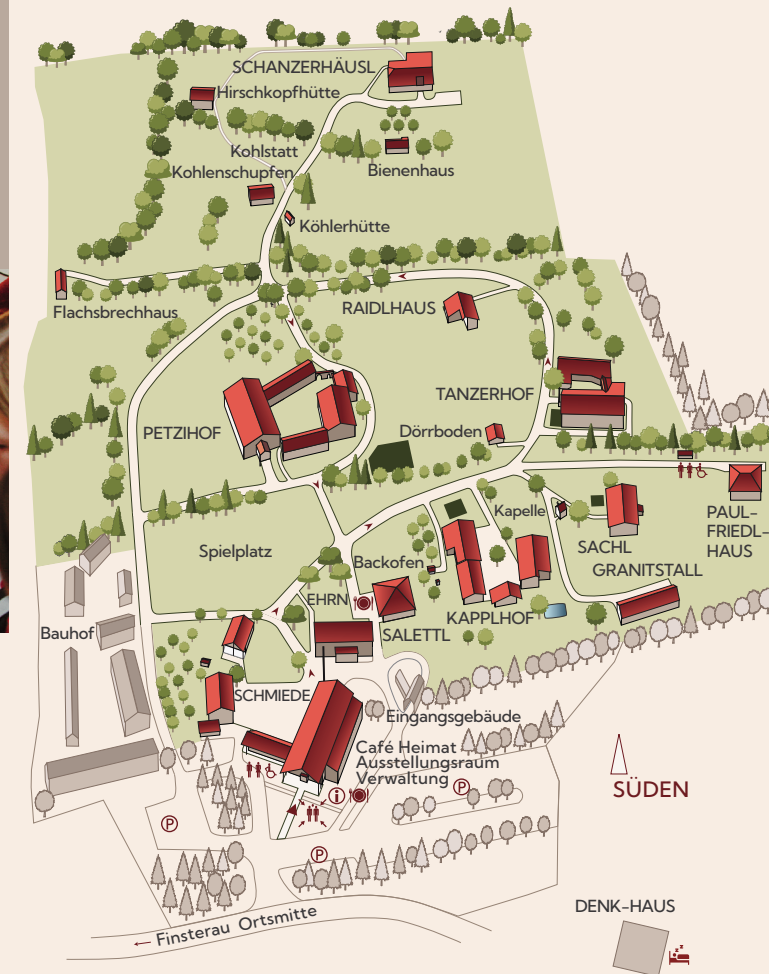 SCHANZERHÄUSL
Hirschkopfhütte
Kohlstatt
Kohlenschupfen
Bienenhaus
Köhlerhütte
Flachsbrechhaus
RAIDLHAUS
TANZERHOF
PETZIHOF
Dörrboden
Kapelle
PAUL-
FRIEDL-
HAUS
SACHL
Spielplatz
Backofen
GRANITSTALL
EHRN
KAPPLHOF
Bauhof
SALETTL
SCHMIEDE
Eingangsgebäude
Café Heimat
Ausstellungsraum
Verwaltung
i
P
P
P
SÜDEN
DENK-HAUS
z z z
← Finsterau Ortsmitte